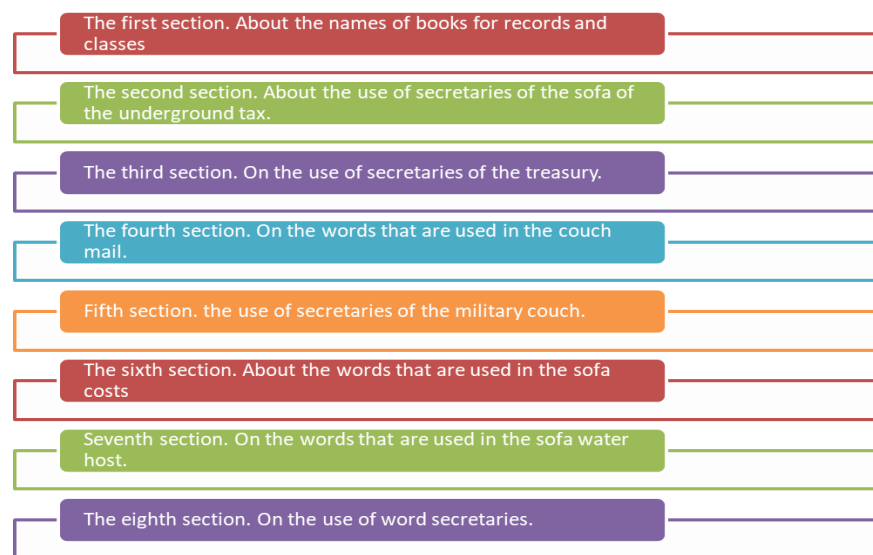 The first section. About the names of books for records and
classes
The second section. About the use of secretaries of the sofa of
the underground tax.
The third section. On the use of secretaries of the treasury.
The fourth section. On the words that are used in the couch
mail.
Fifth section. the use of secretaries of the military couch.
The sixth section. About the words that are used in the sofa
costs
Seventh section. On the words that are used in the sofa water
host.
The eighth section. On the use of word secretaries.